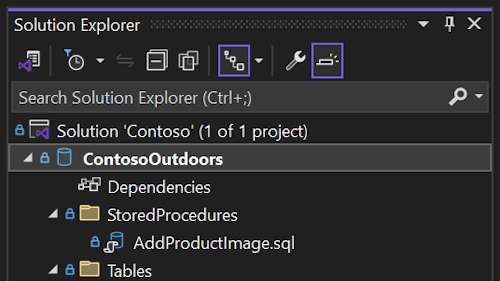 Solution Explorer
Search Solution Explorer (Ctrl+;)
Solution 'Contoso' (1 of 1 project)
ContosoOutdoors
Dependencies
StoredProcedures
AddProductImage.sql
Tables